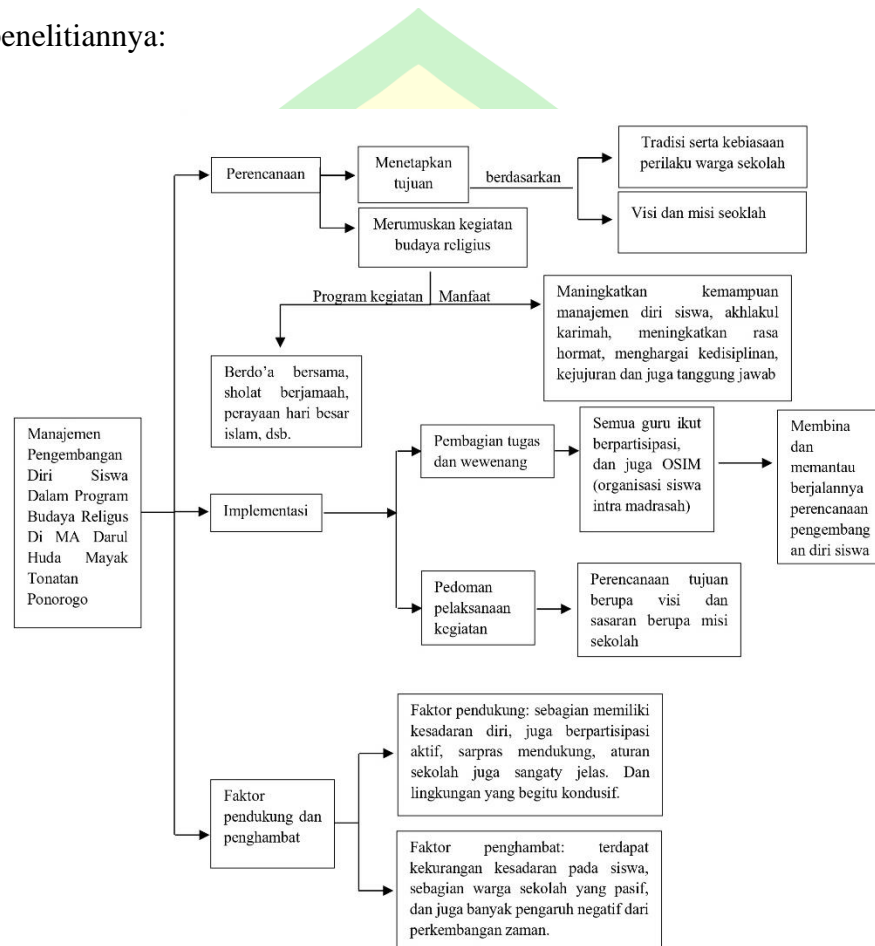 penelitiannya:
Perencanaan
Menetapkan
tujuan
berdasarkan
Tradisi serta kebiasaan
perilaku warga sekolah
Visi dan misi seoklah
Merumuskan kegiatan
budaya religius
Program kegiatan
Manfaat
Maningkatkan kemampuan
manajemen diri siswa, akhlakul
karimah, meningkatkan rasa
hormat, menghargai kedisiplinan,
kejujuran dan juga tanggung jawab
Berdo'a bersama,
sholat berjamaah,
perayaan hari besar
islam, dsb.
Manajemen
Pengembangan
Diri Siswa
Dalam Program
Budaya Religus
Di MA Darul
Huda Mayak
Tonatan
Ponorogo
Implementasi
Pembagian tugas
dan wewenang
Semua guru ikut
berpartisipasi,
dan juga OSIM
(organisasi siswa
intra madrasah)
Membina
dan
memantau
berjalannya
perencanaan
pengembang
an diri siswa
Pedoman
pelaksanaan
kegiatan
Perencanaan tujuan
berupa visi dan
sasaran berupa misi
sekolah
Faktor
pendukung dan
penghambat
Faktor pendukung: sebagian memiliki
kesadaran diri, juga berpartisipasi
aktif, sarpras mendukung, aturan
sekolah juga sangaty jelas. Dan
lingkungan yang begitu kondusif.
Faktor penghambat: terdapat
kekurangan kesadaran pada siswa,
sebagian warga sekolah yang pasif,
dan juga banyak pengaruh negatif dari
perkembangan zaman.